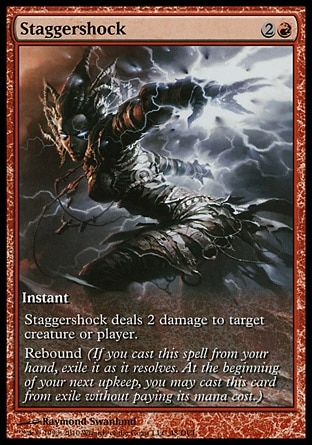 Staggershock 2
Instant
Staggershock deals 2 damage to target
creature or player.
Rebound (If you cast this spell from your
hand, exile it as it resolves. At the beginning
of your next upkeep, you may cast this card
from exile without paying its mana cost.)
Raymond Swanland